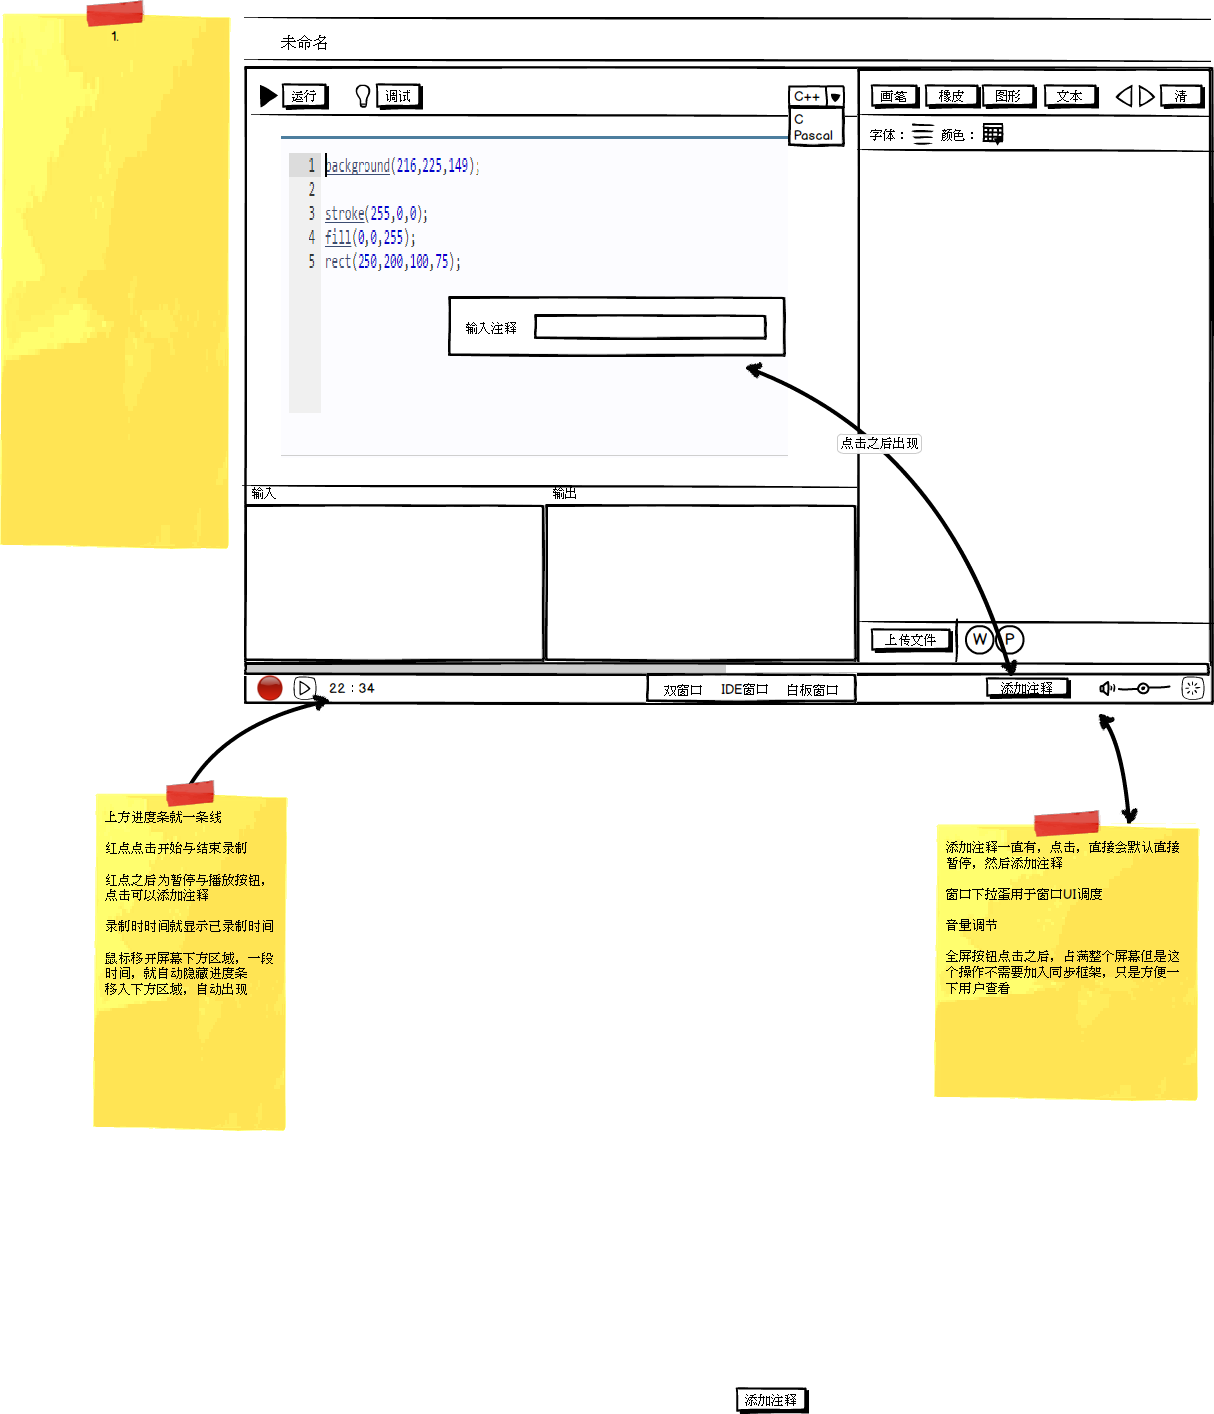 1.
未命名
运行
调试
C++
C
Pascal
画笔
橡皮
图形
文本
清
字体：
颜色：
1 background(216,225,149);
2
3 stroke(255,0,0);
4 fill(0,0,255);
5 rect(250,200,100,75);
输入注释
点击之后出现
输入
输出
上传文件
W
P
22 : 34
双窗口
IDE窗口
白板窗口
添加注释
上方进度条就一条线
红点点击开始与结束录制
红点之后为暂停与播放按钮，
点击可以添加注释
录制时时间就显示已录制时间
鼠标移开屏幕下方区域，一段
时间，就自动隐藏进度条
移入下方区域，自动出现
添加注释一直有，点击，直接会默认直接
暂停，然后添加注释
窗口下拉蛋用于窗口UI调度
音量调节
全屏按钮点击之后，占满整个屏幕但是这
个操作不需要加入同步框架，只是方便一
下用户查看
添加注释